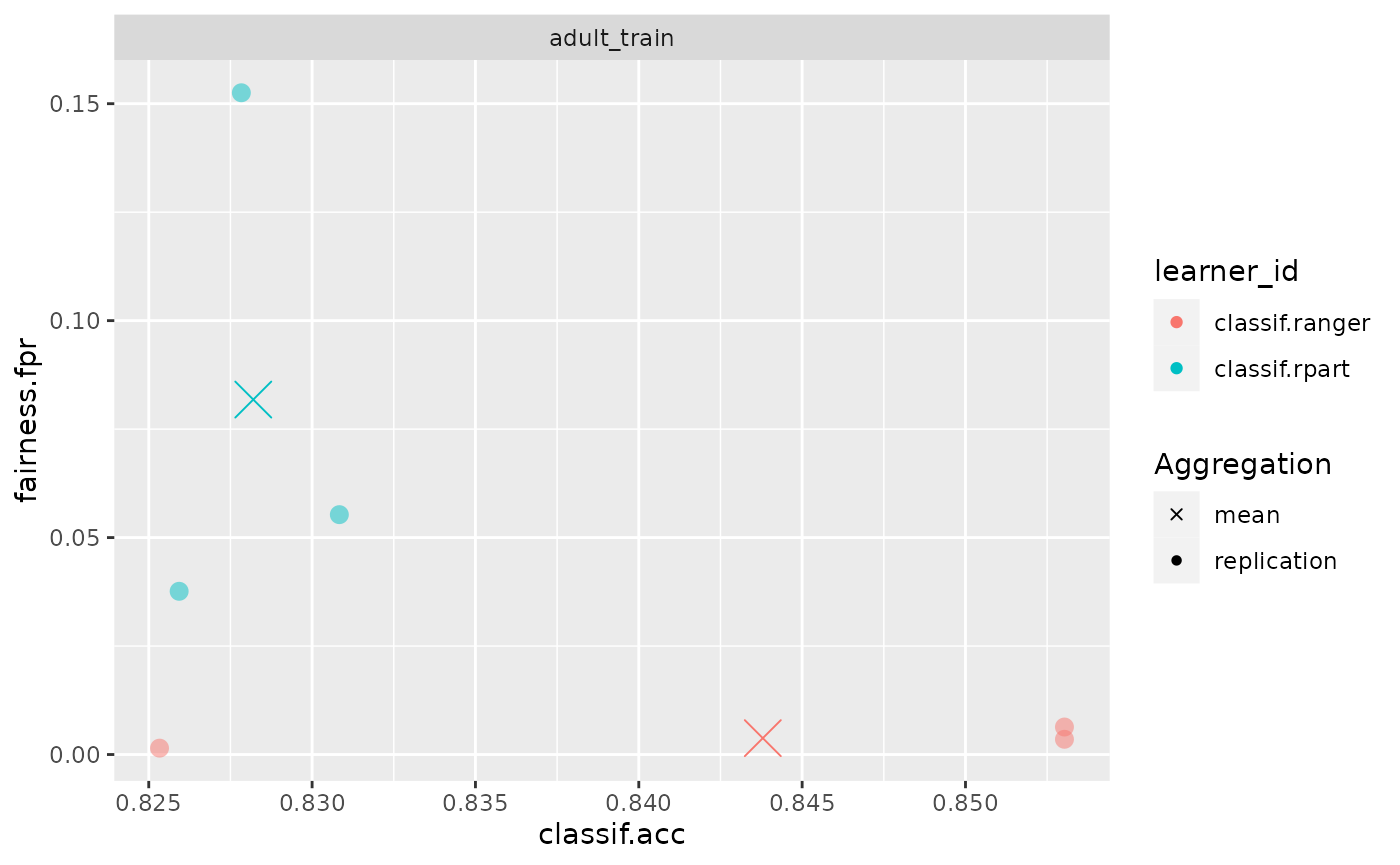 adult_train
0.15
0.10
0.05
0.00
fairness.fpr
0.825 0.830 0.835 0.840 0.845 0.850
classif.acc
learner_id
classif.ranger
classif.rpart
Aggregation
mean
replication